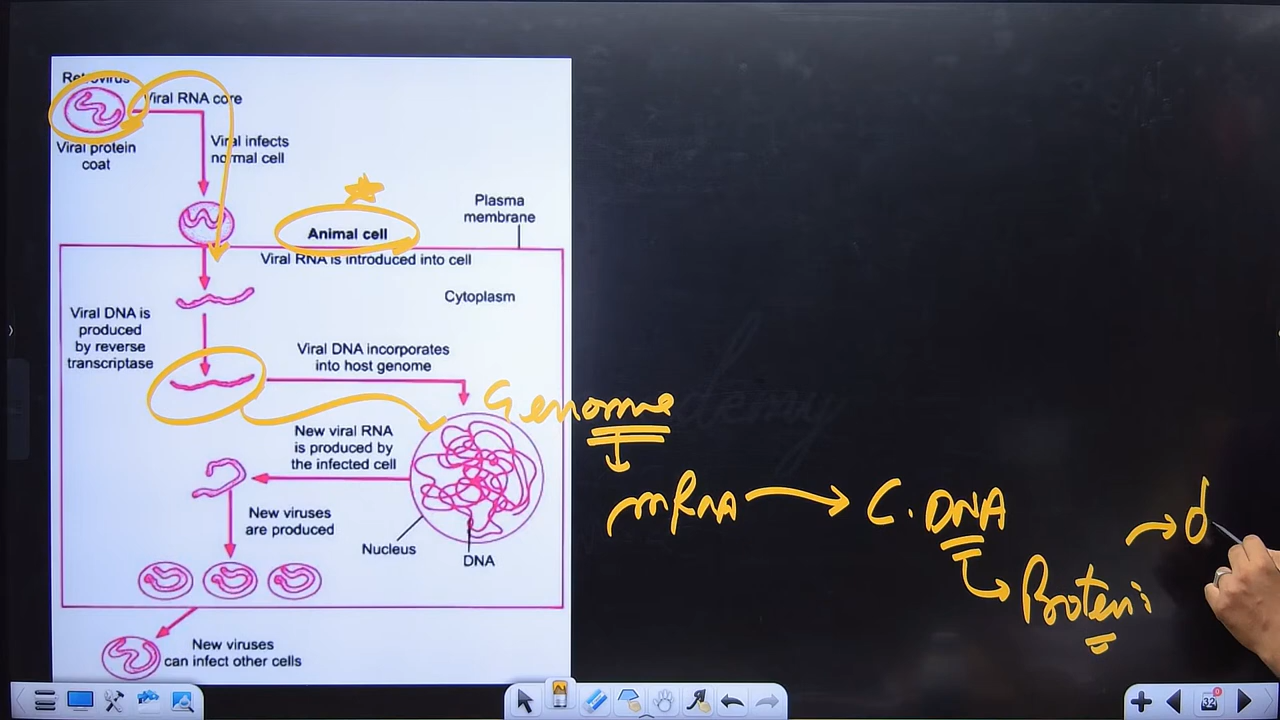 Retrovirus
Viral RNA core
Viral protein
coat
Viral infects
normal cell
Plasma
membrane
Animal cell
Viral RNA is introduced into cell
Cytoplasm
Viral DNA is
produced
by reverse
transcriptase
Viral DNA incorporates
into host genome
Genome
New viral RNA
is produced by
the infected cell
mRNA
C. DNA
New viruses
are produced
Nucleus
DNA
Protein
New viruses
can infect other cells
32